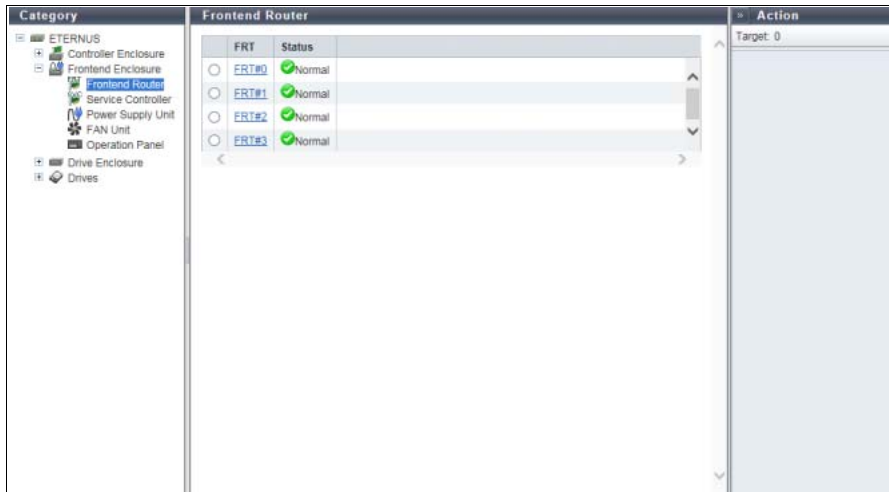 Category
ETERNUS
Controller Enclosure
Frontend Enclosure
Frontend Router
Service Controller
Power Supply Unit
FAN Unit
Operation Panel
Drive Enclosure
Drives
Frontend Router
FRT Status
FRT#0 Normal
FRT#1 Normal
FRT#2 Normal
FRT#3 Normal
» Action
Target: 0